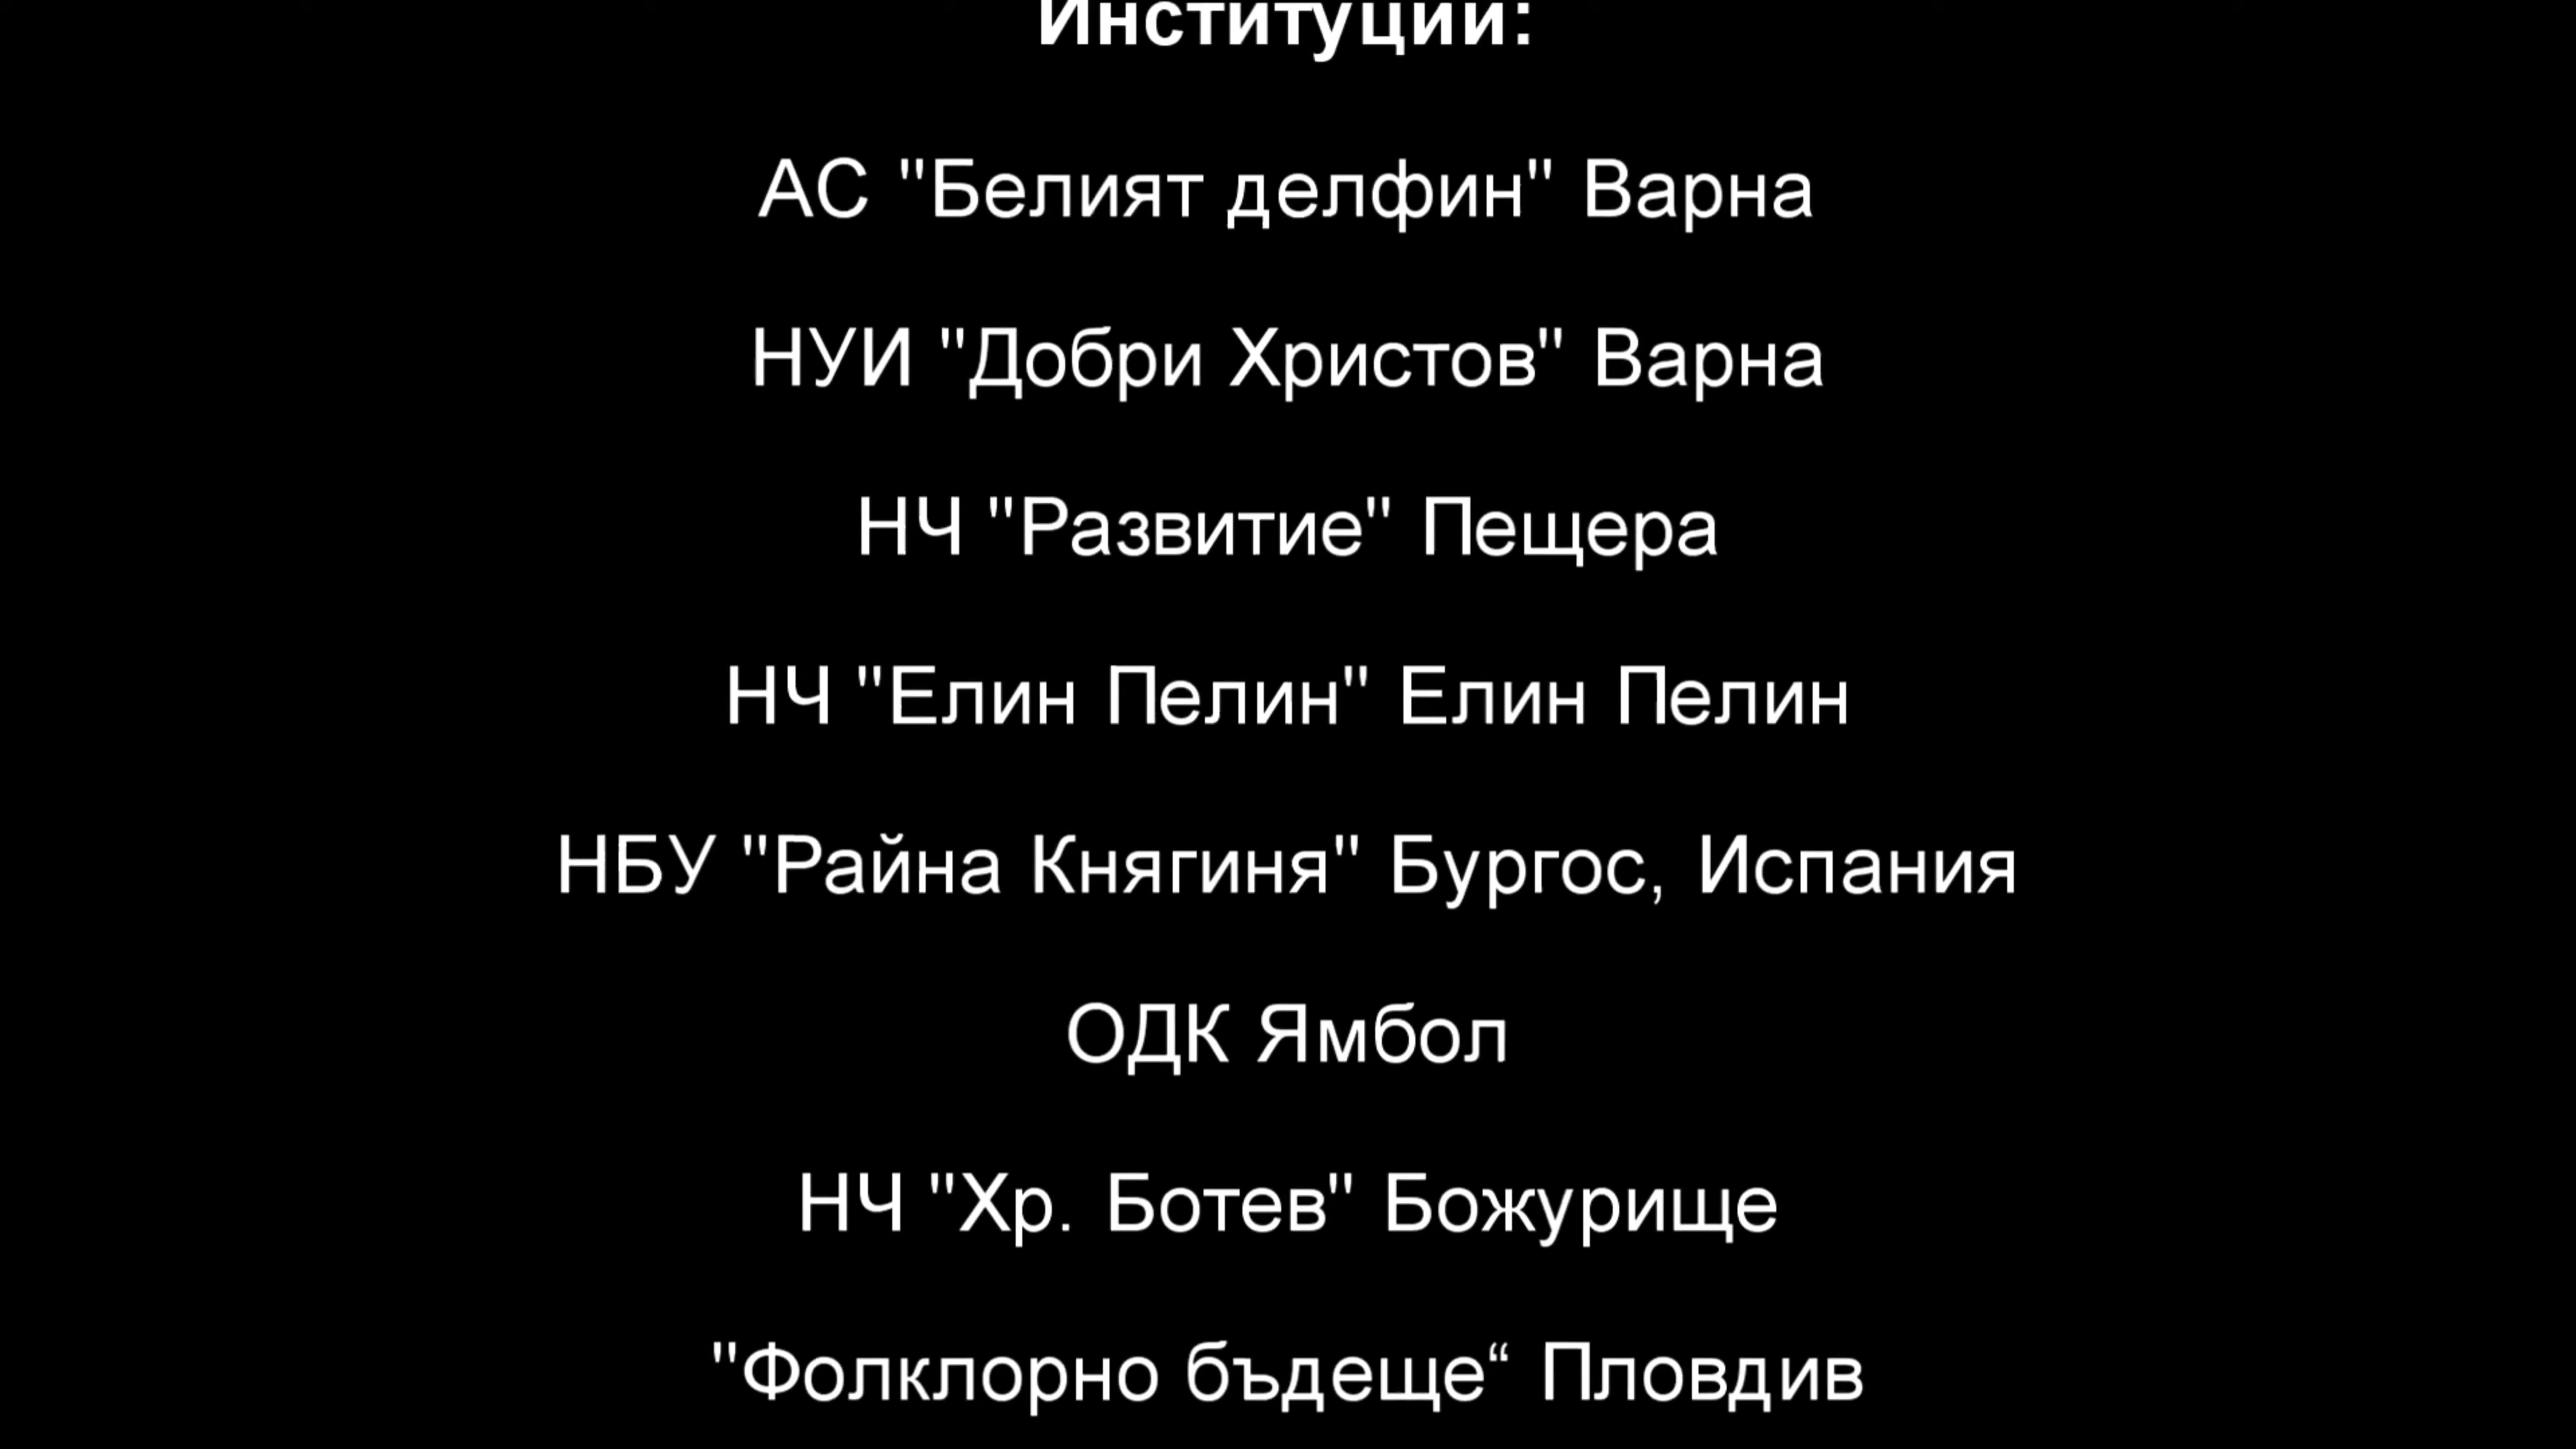 Институции:
АС "Белият делфин" Варна
НУИ "Добри Христов" Варна
НЧ "Развитие" Пещера
НЧ "Елин Пелин" Елин Пелин
НБУ "Райна Княгиня" Бургос, Испания
ОДК Ямбол
НЧ "Хр. Ботев" Божурище
"Фолклорно бъдеще“ Пловдив